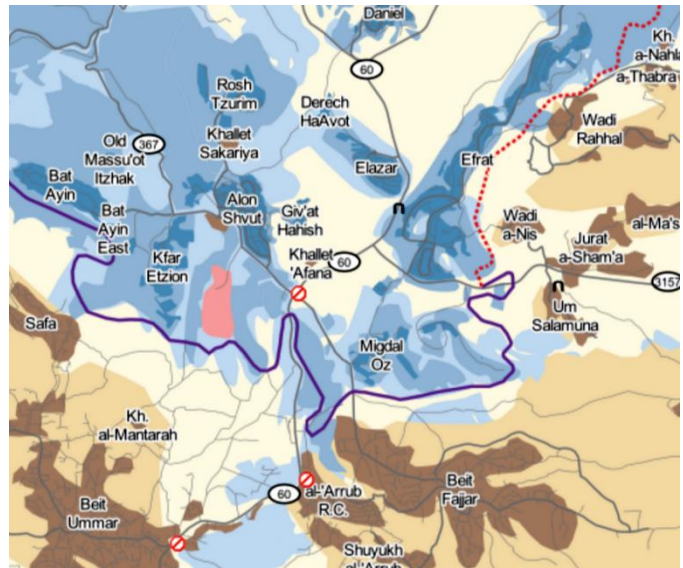 Daniel
Kh.
a-Nahla
a-Thabra
60
Rosh
Tzurim
Derech
HaAvot
Wadi
Rahhal
Old
Massu'ot
Itzhak
367
Khallet
Sakariya
Elazar
Efrat
Bat
Ayin
Alon
Shvut
Giv'at
Hahish
Wadi
a-Nis
al-Ma's
Bat
Ayin
East
Kfar
Etzion
Khallet
'Afana
60
Jurat
a-Sham'a
3157
Um
Salamuna
Safa
Migdal
Oz
Kh.
al-Mantarah
60
al-'Arrub
R.C.
Beit
Fajjar
Beit
Ummar
Shuyukh
al-'Arrub